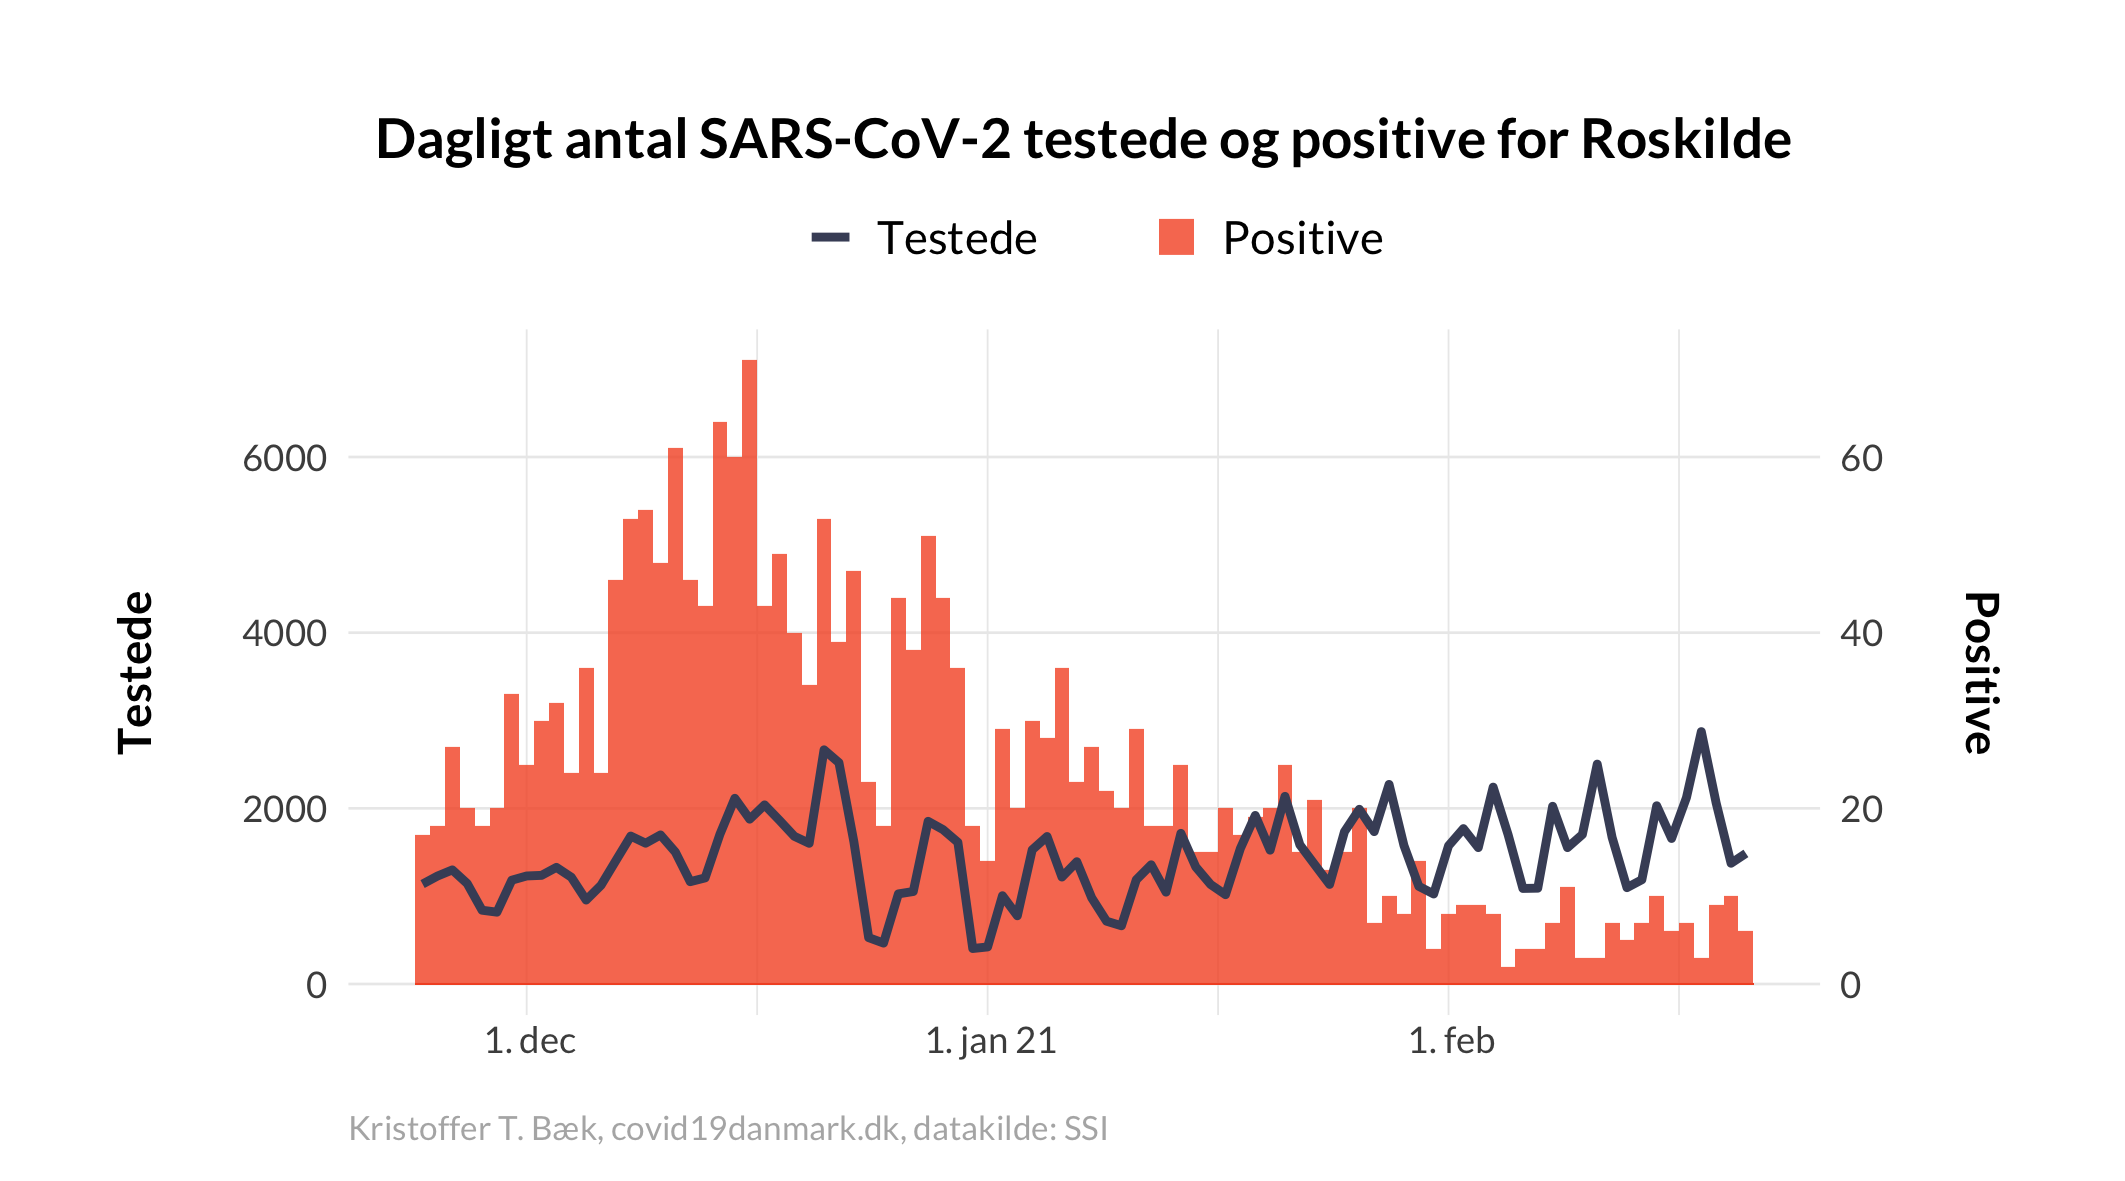 Dagligt antal SARS-CoV-2 testede og positive for Roskilde
Testede
Positive
Testede
6000
4000
2000
0
60
40
20
0
Positive
1. dec
1. jan 21
1. feb
Kristoffer T. Bæk, covid19danmark.dk, datakilde: SSI